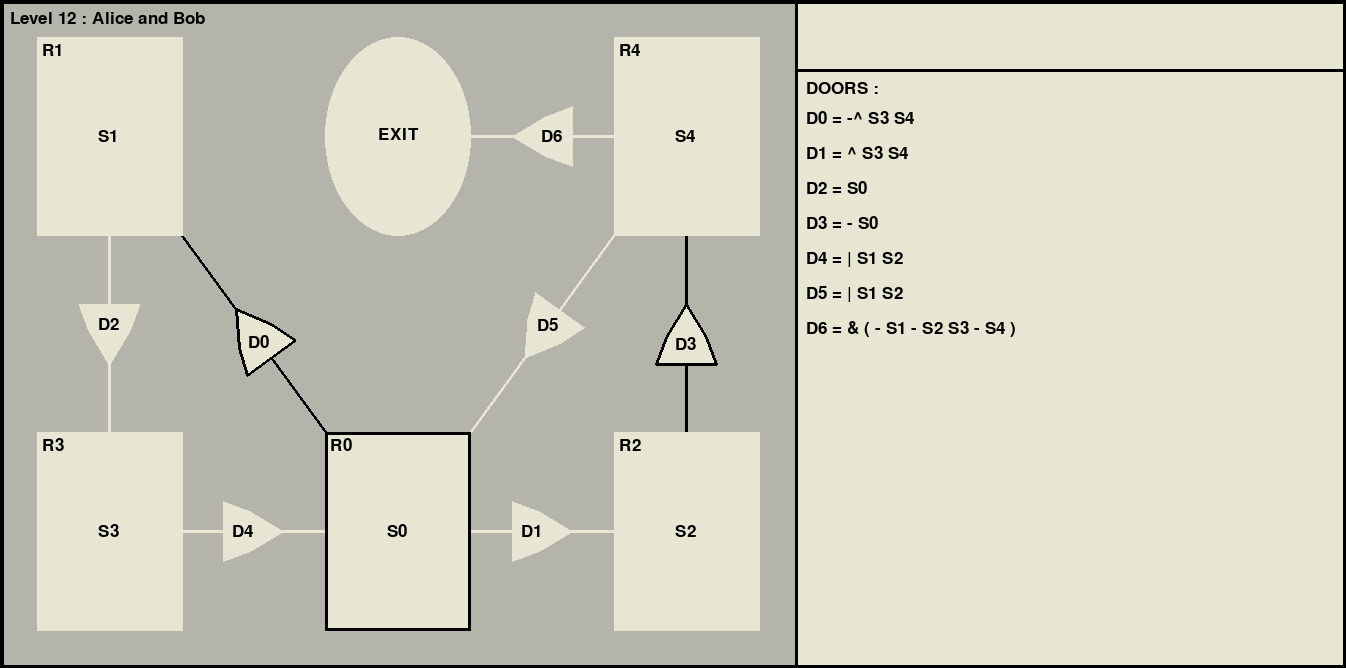 Level 12 : Alice and Bob
R1
R4
S1
EXIT
D6
S4
D2
D0
D5
D3
R3
R0
R2
S3
D4
S0
D1
S2
DOORS :
D0 = -^ S3 S4
D1 = ^ S3 S4
D2 = S0
D3 = - S0
D4 = | S1 S2
D5 = | S1 S2
D6 = & ( - S1 - S2 S3 - S4 )